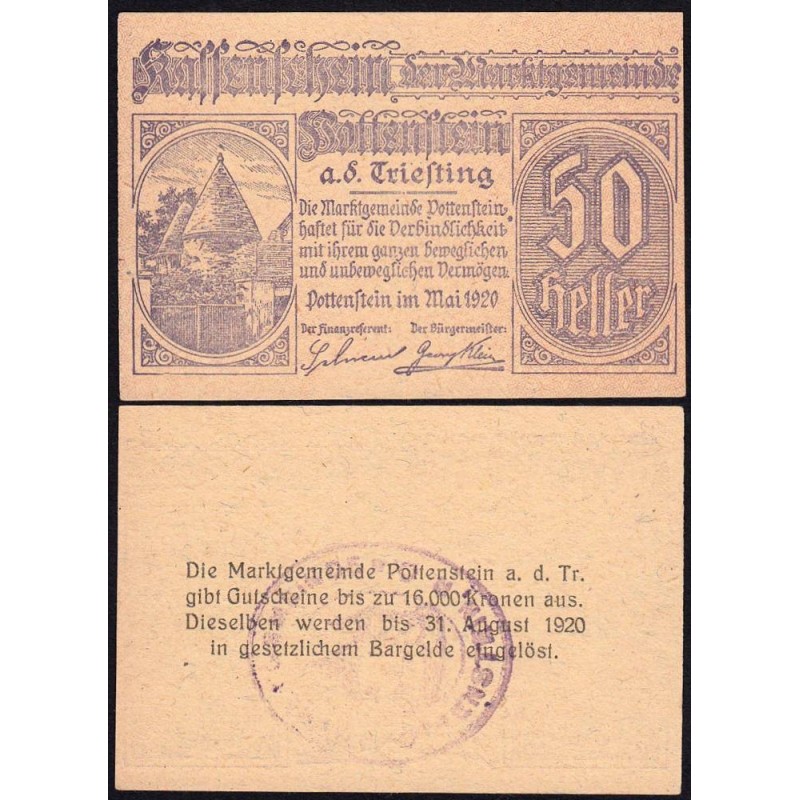 Kassenschein der Marktgemeinde
Pottenstein
a. d. Triesting
Die Marktgemeinde Pottenstein,
haftet für die Verbindlichkeit
mit ihrem ganzen beweglichen
und unbeweglichen Vermögen.
Pottenstein im Mai 1920
Der Finanzreferent: Der Bürgermeister:
Georg Klein
50
Heller
Die Marktgemeinde Pottenstein a. d. Tr.
gibt Gutscheine bis zu 16.000 Kronen aus.
Dieselben werden bis 31. August 1920
in gesetzlichem Bargelde eingelöst.